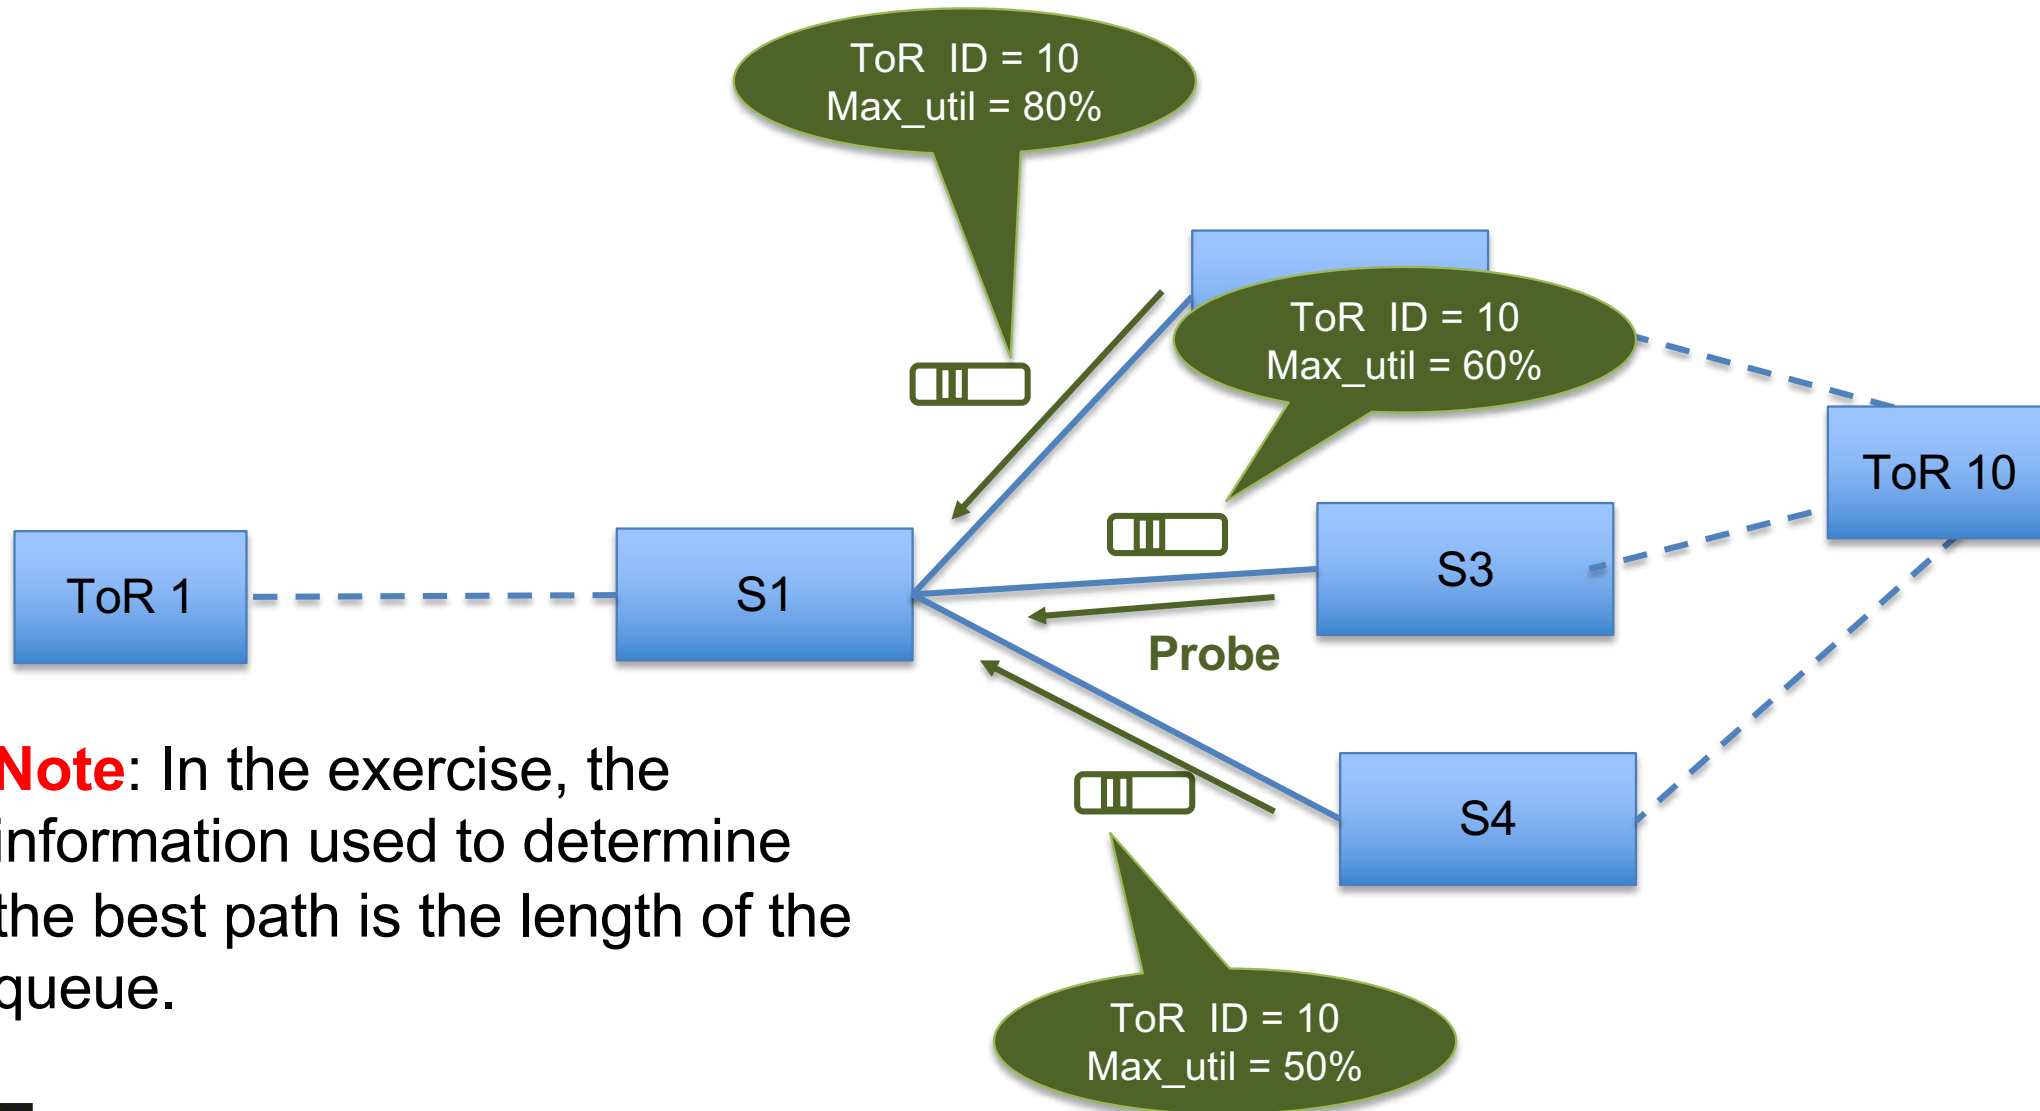 ToR ID = 10
Max_util = 80%
ToR ID = 10
Max_util = 60%
ToR 10
S3
ToR 1
S1
Probe
S4
Note: In the exercise, the
information used to determine
the best path is the length of the
queue.
ToR ID = 10
Max_util = 50%